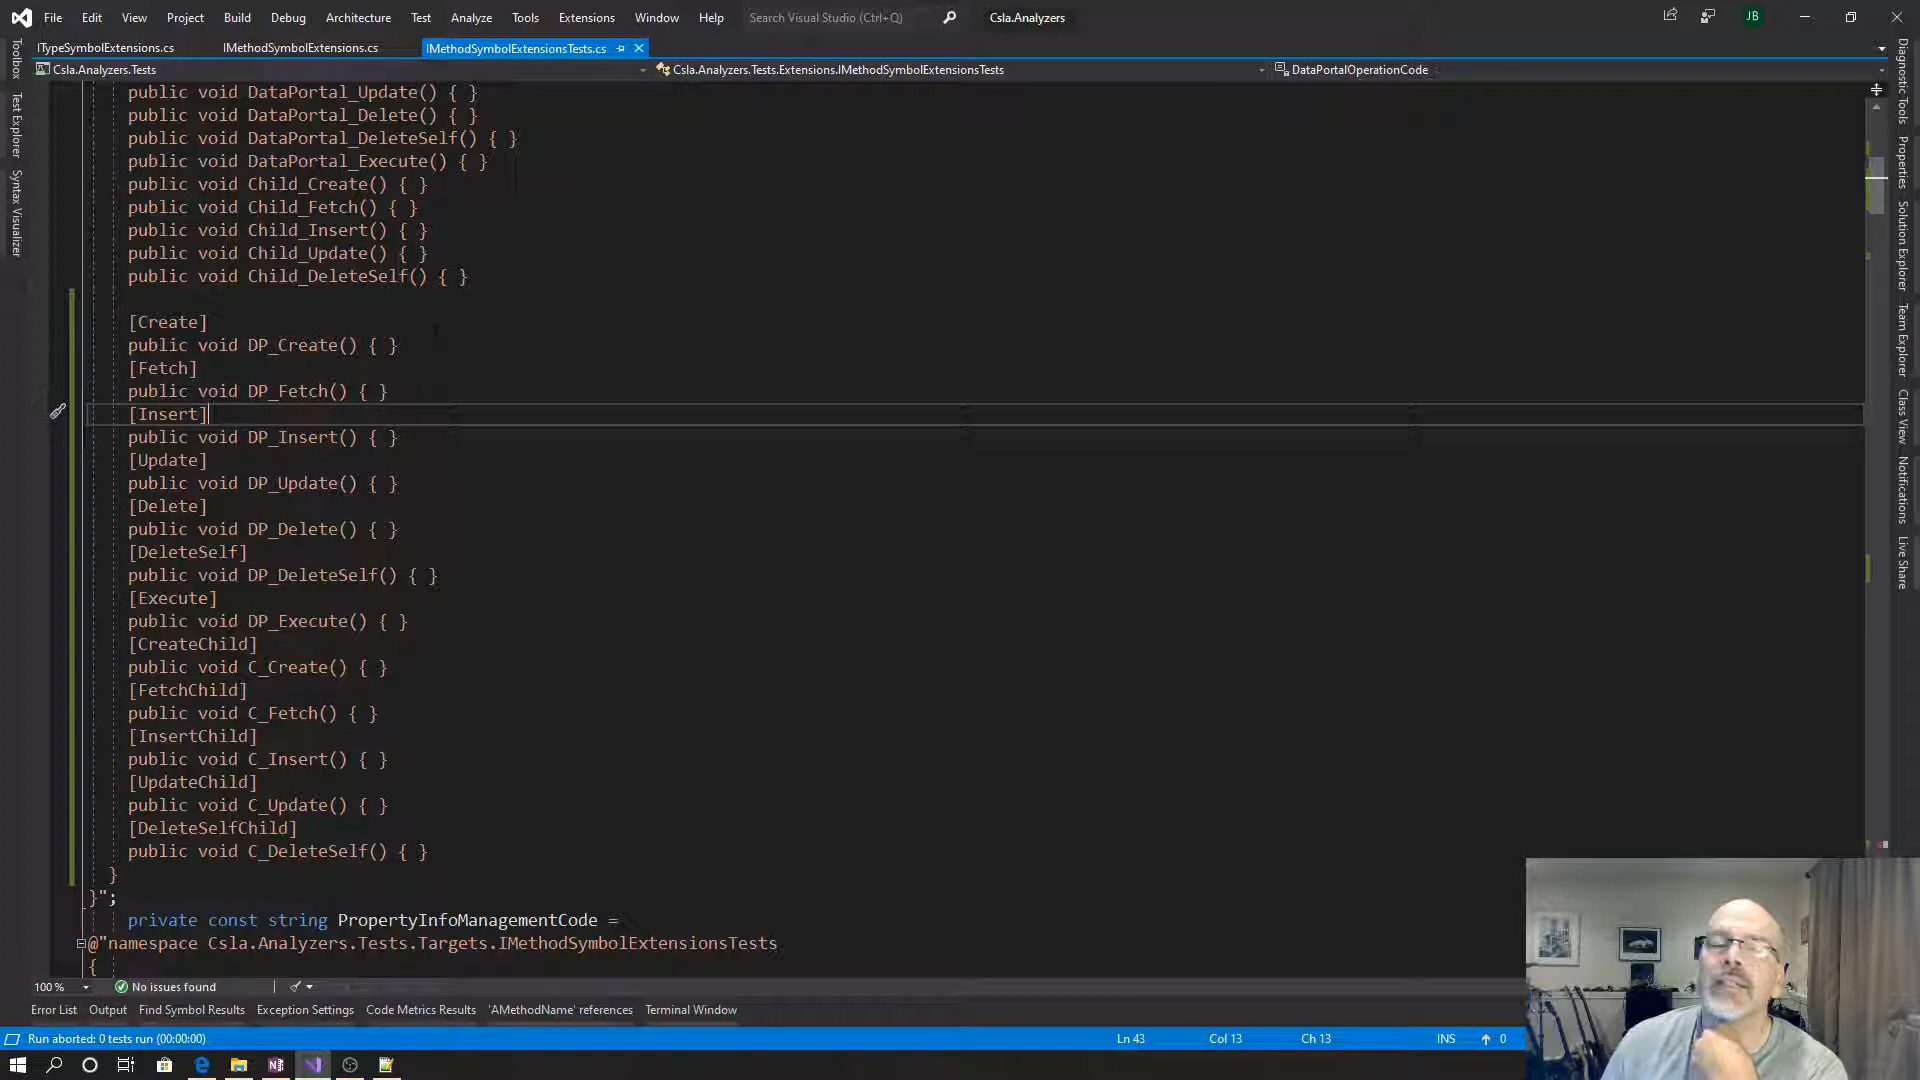 File Edit View Project Build Debug Architecture Test Analyze Tools Extensions Window Help Search Visual Studio (Ctrl+Q) Csla.Analyzers JB
ITypeSymbolExtensions.cs IMethodSymbolExtensions.cs IMethodSymbolExtensionsTests.cs
Csla.Analyzers.Tests Csla.Analyzers.Tests.Extensions.IMethodSymbolExtensionsTests DataPortalOperationCode
Toolbox
Test Explorer
Syntax Visualizer
public void DataPortal_Update() { }
public void DataPortal_Delete() { }
public void DataPortal_DeleteSelf() { }
public void DataPortal_Execute() { }
public void Child_Create() { }
public void Child_Fetch() { }
public void Child_Insert() { }
public void Child_Update() { }
public void Child_DeleteSelf() { }
[Create]
public void DP_Create() { }
[Fetch]
public void DP_Fetch() { }
[Insert]
public void DP_Insert() { }
[Update]
public void DP_Update() { }
[Delete]
public void DP_Delete() { }
[DeleteSelf]
public void DP_DeleteSelf() { }
[Execute]
public void DP_Execute() { }
[CreateChild]
public void C_Create() { }
[FetchChild]
public void C_Fetch() { }
[InsertChild]
public void C_Insert() { }
[UpdateChild]
public void C_Update() { }
[DeleteSelfChild]
public void C_DeleteSelf() { }
}
}";
private const string PropertyInfoManagementCode =
@"namespace Csla.Analyzers.Tests.Targets.IMethodSymbolExtensionsTests
{
Diagnostic Tools
Properties
Solution Explorer
Team Explorer
Class View
Notifications
Live Share
100 % No issues found
Error List Output Find Symbol Results Exception Settings Code Metrics Results 'AMethodName' references Terminal Window
Run aborted: 0 tests run (00:00:00) Ln 43 Col 13 Ch 13 INS 0